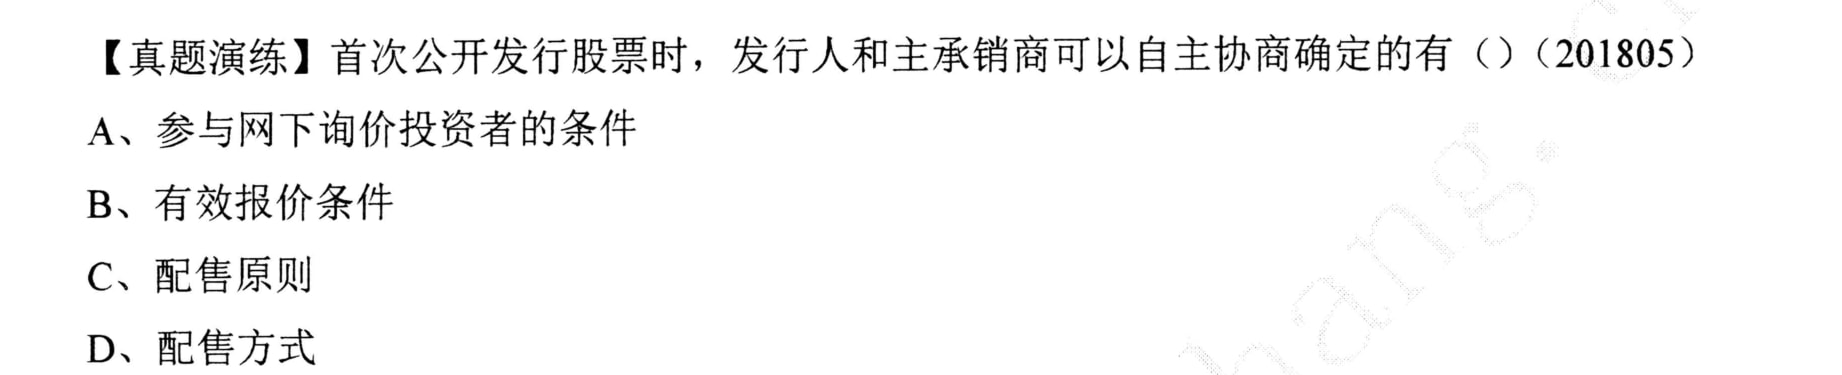 【真题演练】首次公开发行股票时，发行人和主承销商可以自主协商确定的有（）（201805）
A、参与网下询价投资者的条件
B、有效报价条件
C、配售原则
D、配售方式
hang.c